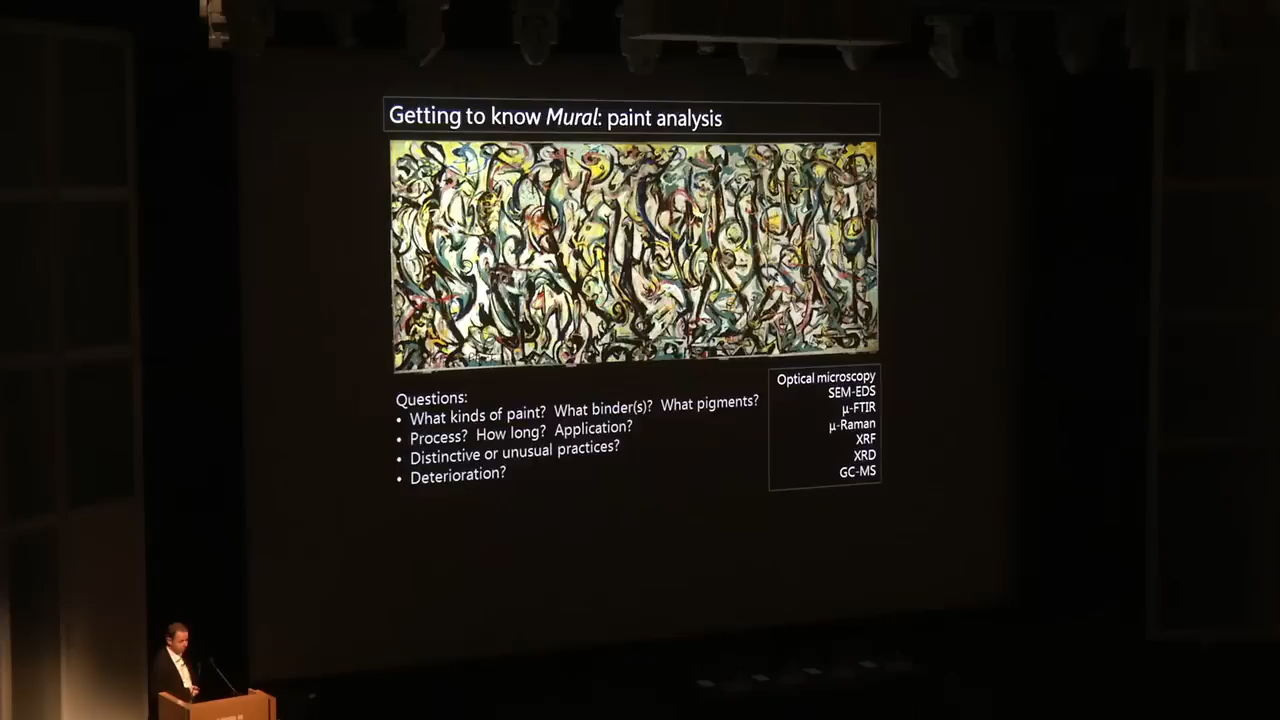 Getting to know Mural: paint analysis
Questions:
• What kinds of paint? What binder(s)? What pigments?
• Process? How long? Application?
• Distinctive or unusual practices?
• Deterioration?
Optical microscopy
SEM-EDS
µ-FTIR
µ-Raman
XRF
XRD
GC-MS